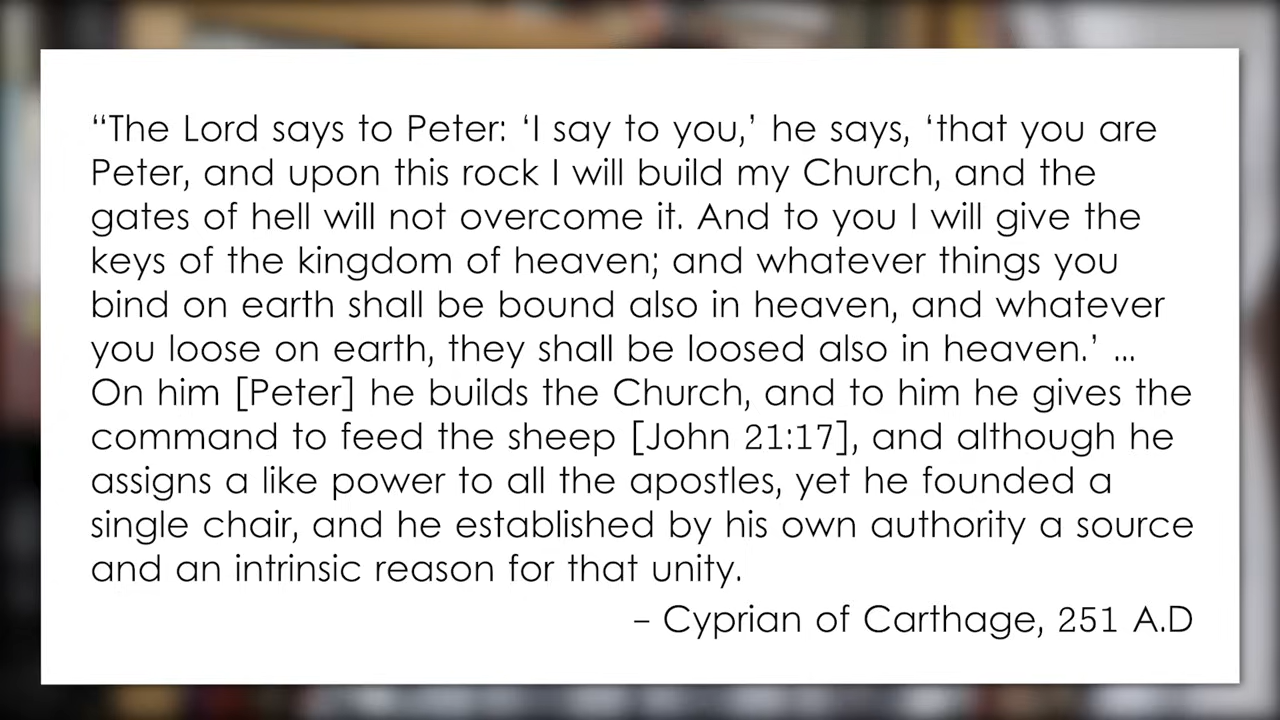 “The Lord says to Peter: ‘I say to you,’ he says, ‘that you are
Peter, and upon this rock I will build my Church, and the
gates of hell will not overcome it. And to you I will give the
keys of the kingdom of heaven; and whatever things you
bind on earth shall be bound also in heaven, and whatever
you loose on earth, they shall be loosed also in heaven.’ ...
On him [Peter] he builds the Church, and to him he gives the
command to feed the sheep [John 21:17], and although he
assigns a like power to all the apostles, yet he founded a
single chair, and he established by his own authority a source
and an intrinsic reason for that unity.
– Cyprian of Carthage, 251 A.D